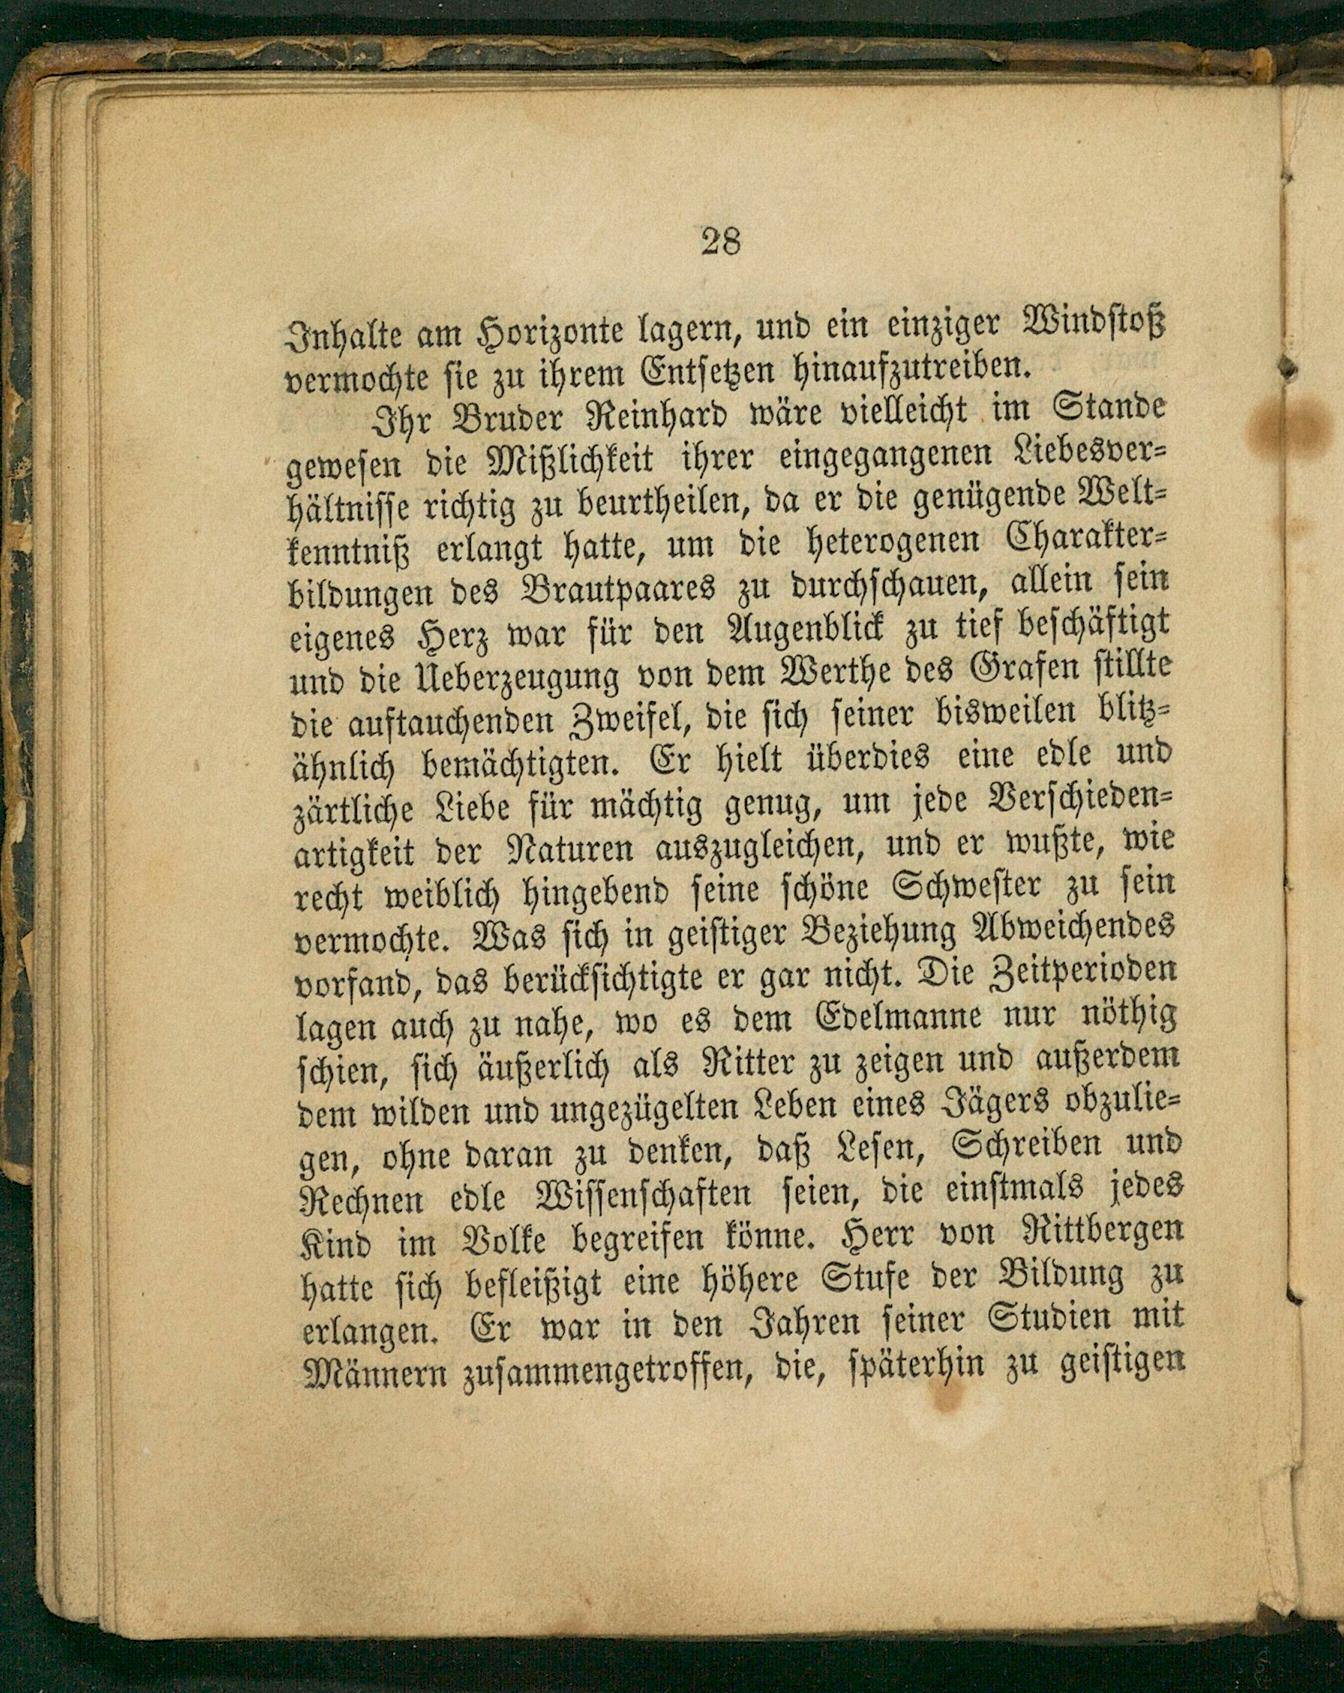 28
Inhalte am Horizonte lagern, und ein einziger Windstoß
vermochte sie zu ihrem Entsetzen hinaufzutreiben.
Ihr Bruder Reinhard wäre vielleicht im Stande
gewesen die Mißlichkeit ihrer eingegangenen Liebesver-
hältnisse richtig zu beurtheilen, da er die genügende Welt-
kenntniß erlangt hatte, um die heterogenen Charakter-
bildungen des Brautpaares zu durchschauen, allein sein
eigenes Herz war für den Augenblick zu tief beschäftigt
und die Ueberzeugung von dem Werthe des Grafen stillte
die auftauchenden Zweifel, die sich seiner bisweilen blitz-
ähnlich bemächtigten. Er hielt überdies eine edle und
zärtliche Liebe für mächtig genug, um jede Verschieden-
artigkeit der Naturen auszugleichen, und er wußte, wie
recht weiblich hingebend seine schöne Schwester zu sein
vermochte. Was sich in geistiger Beziehung Abweichendes
vorfand, das berücksichtigte er gar nicht. Die Zeitperioden
lagen auch zu nahe, wo es dem Edelmanne nur nöthig
schien, sich äußerlich als Ritter zu zeigen und außerdem
dem wilden und ungezügelten Leben eines Jägers obzulie-
gen, ohne daran zu denken, daß Lesen, Schreiben und
Rechnen edle Wissenschaften seien, die einstmals jedes
Kind im Volke begreifen könne. Herr von Rittbergen
hatte sich befleißigt eine höhere Stufe der Bildung zu
erlangen. Er war in den Jahren seiner Studien mit
Männern zusammengetroffen, die, späterhin zu geistigen